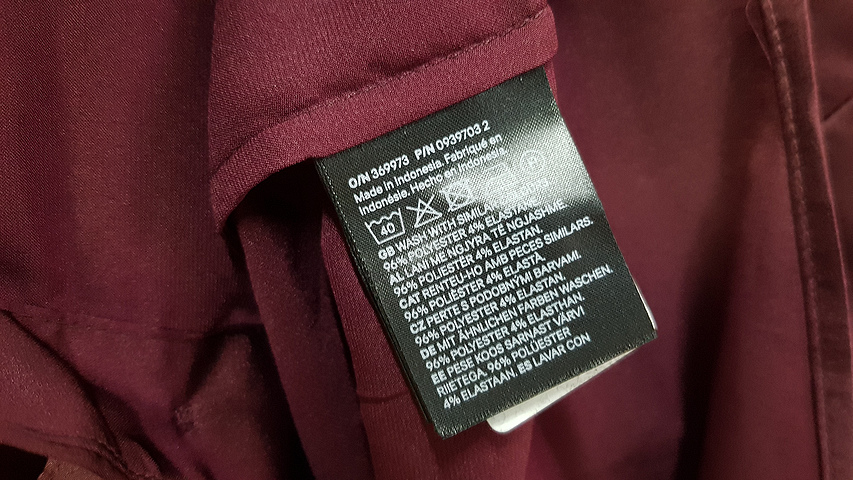 O/N 369973 P/N 0939703 2
Made in Indonesia. Fabriqué en
Indonésie. Hecho en Indonesia
40
GB WASH WITH SIMILAR
96% POLYESTER 4% ELASTANE
AL LANI ME NGJYRA TË NGJASHME.
96% POLIESTËR 4% ELASTAN.
CAT RENTEU-HO AMB PECES SIMILARS.
96% POLIÈSTER 4% ELASTÀ.
CZ PERTE S PODOBNÝMI BARVAMI.
96% POLYESTER 4% ELASTAN.
DE MIT ÄHNLICHEN FARBEN WASCHEN.
96% POLYESTER 4% ELASTHAN.
EE PESE KOOS SARNAST VÄRVI
RIIETEGA. 96% POLÜESTER
4% ELASTAAN. ES LAVAR CON